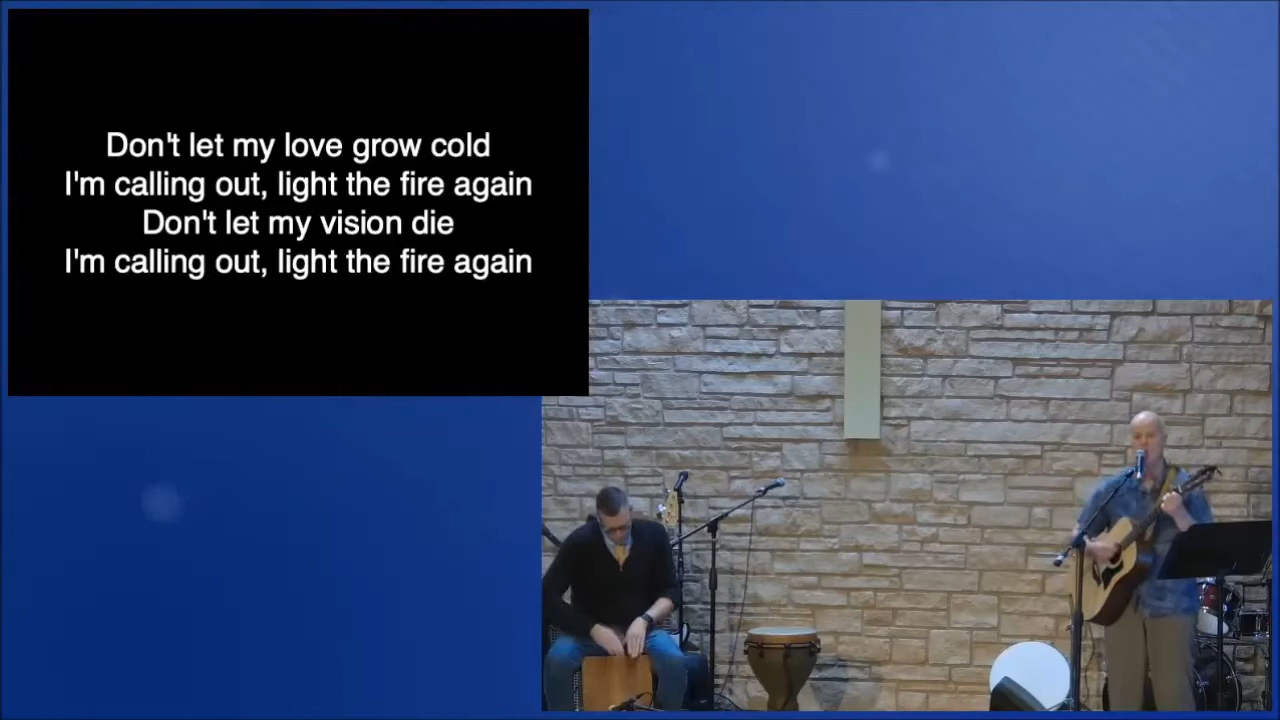 Don't let my love grow cold
I'm calling out, light the fire again
Don't let my vision die
I'm calling out, light the fire again